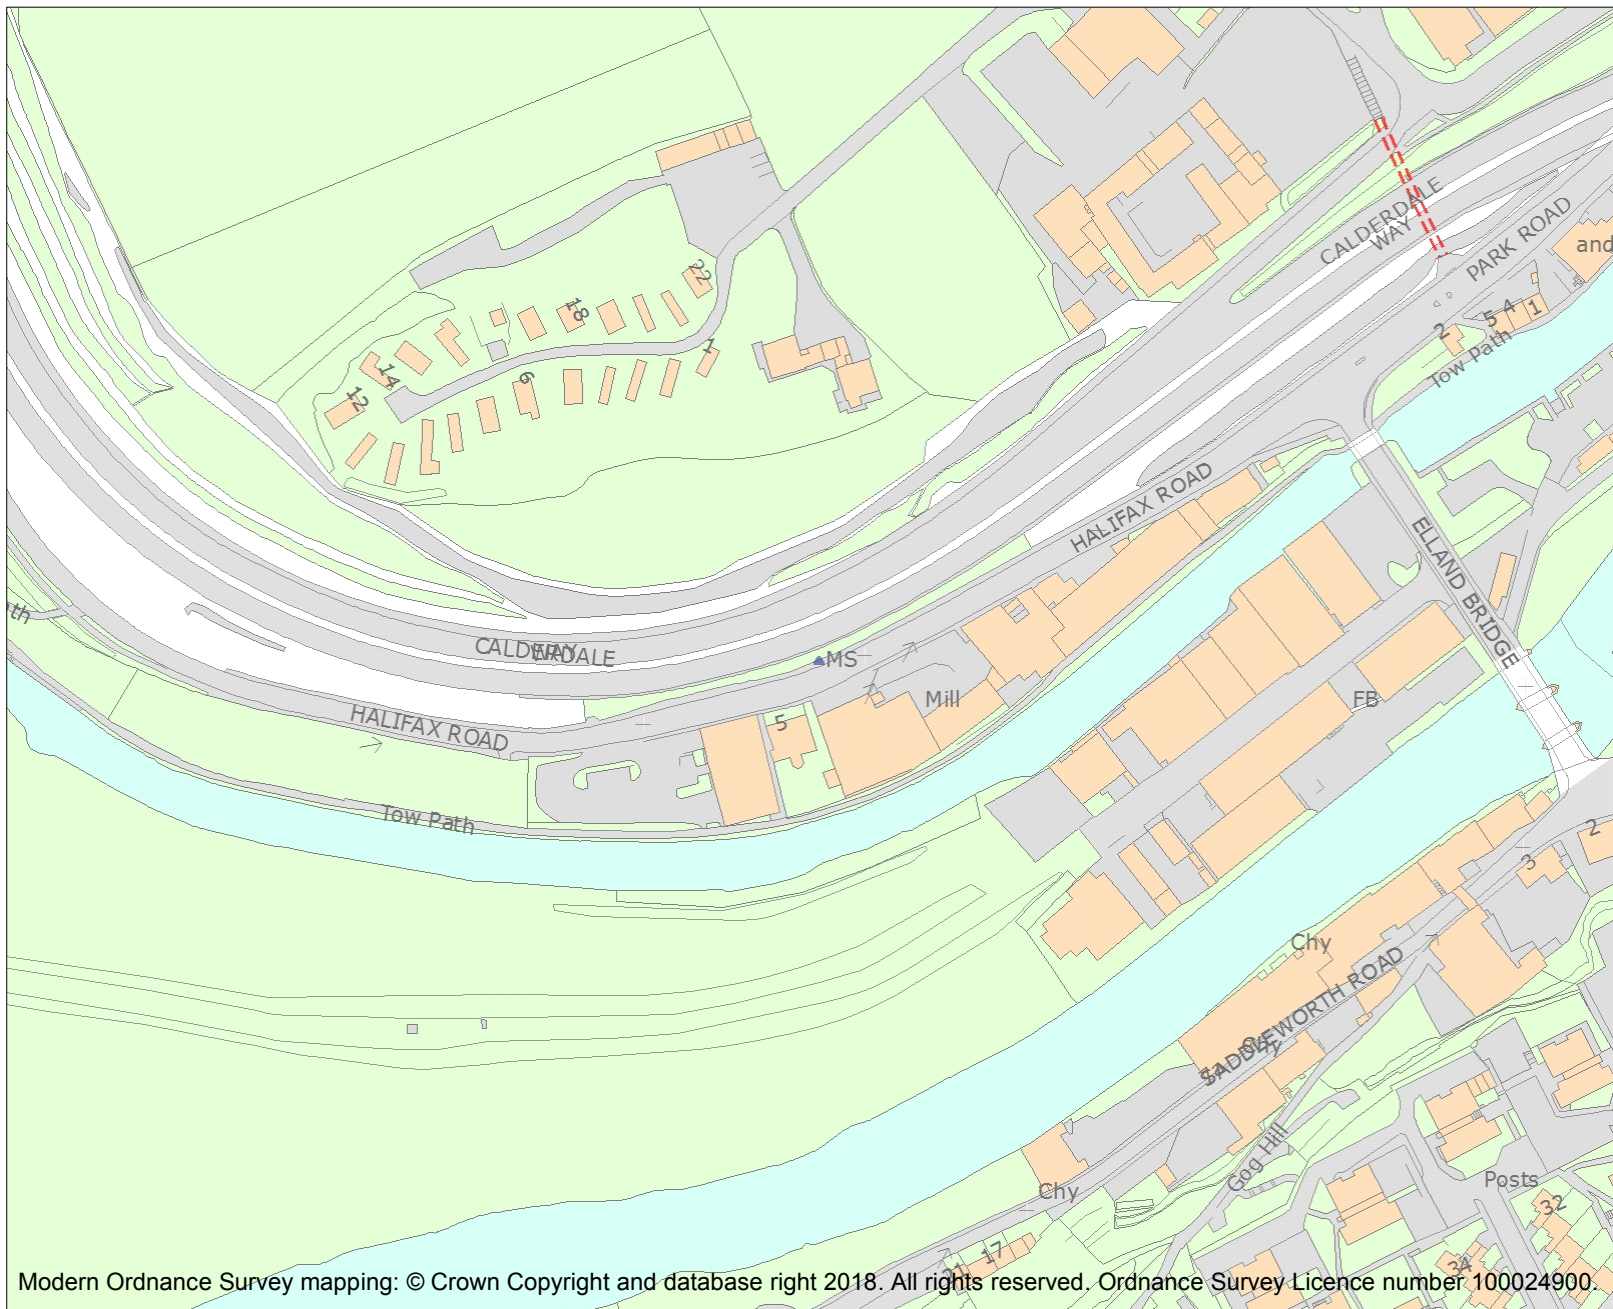 CALDERDALE
WAY
PARK ROAD
and
22
18
1
14
6
12
2
5 4 1
Tow Path
HALIFAX ROAD
ELLAND BRIDGE
CALDERDALE
WAY
MS
Mill
FB
5
HALIFAX ROAD
Tow Path
2
3
Chy
SADDLEWORTH ROAD
Chy
Gog Hill
Chy
Posts
32
17
21
34
Modern Ordnance Survey mapping: © Crown Copyright and database right 2018. All rights reserved. Ordnance Survey Licence number 100024900.